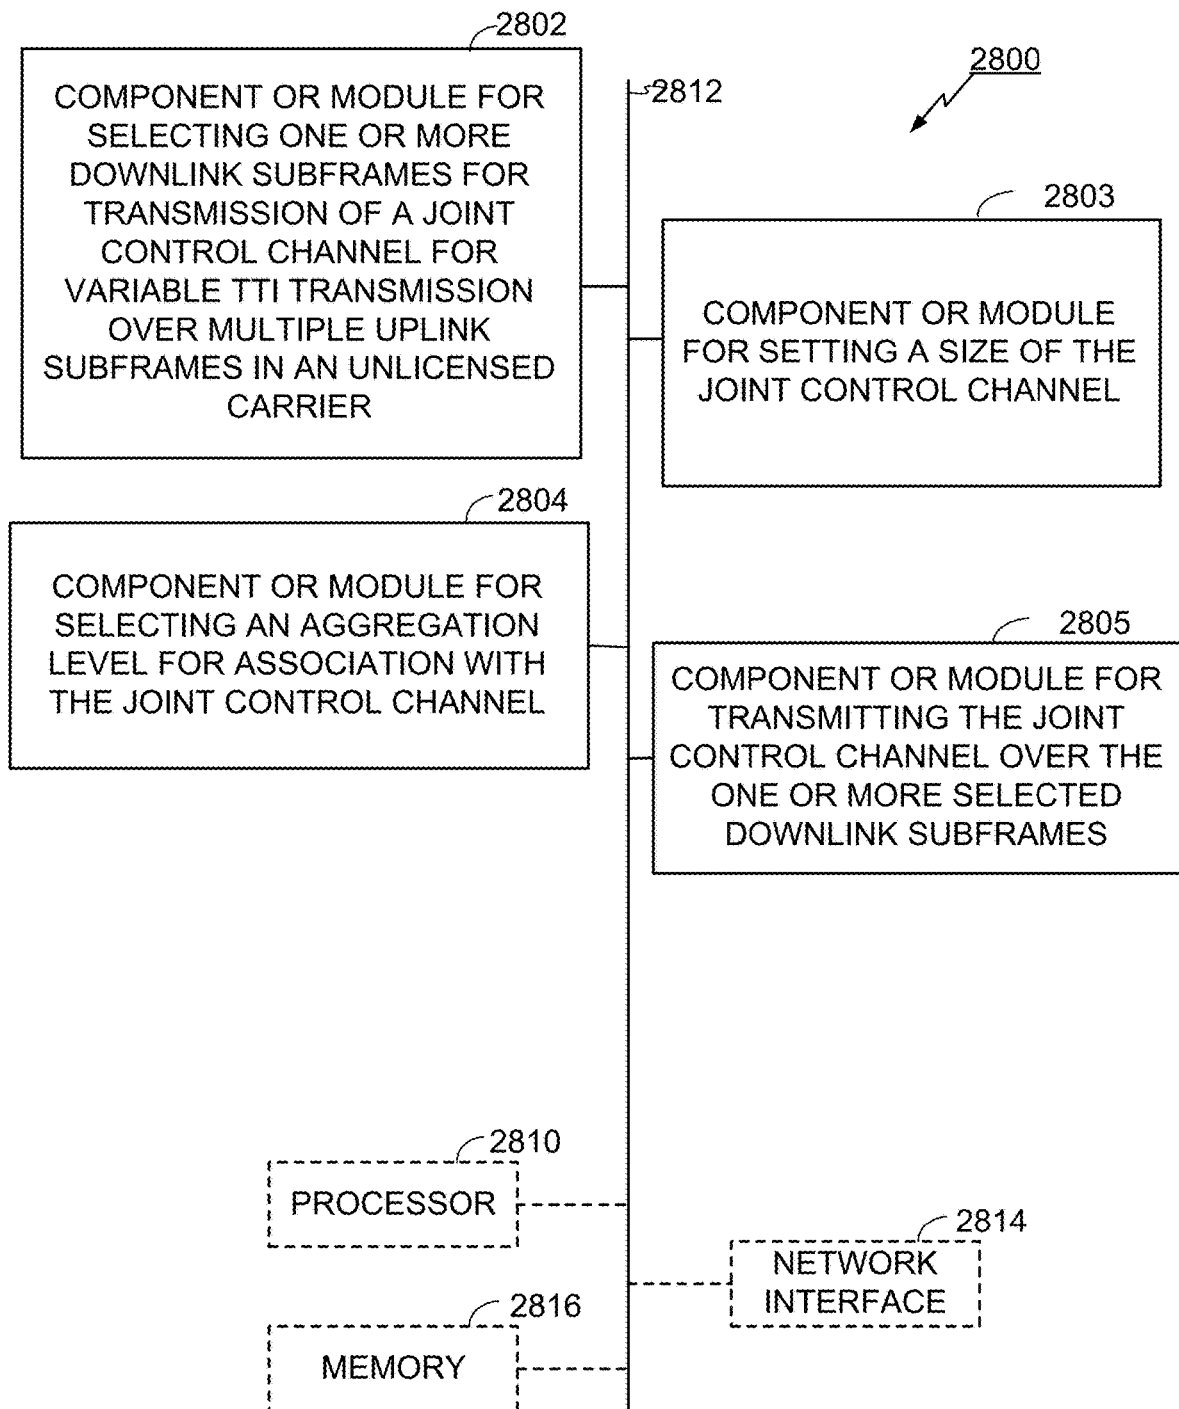 2802
COMPONENT OR MODULE FOR
SELECTING ONE OR MORE
DOWNLINK SUBFRAMES FOR
TRANSMISSION OF A JOINT
CONTROL CHANNEL FOR
VARIABLE TTI TRANSMISSION
OVER MULTIPLE UPLINK
SUBFRAMES IN AN UNLICENSED
CARRIER
2812
2800
2803
COMPONENT OR MODULE
FOR SETTING A SIZE OF THE
JOINT CONTROL CHANNEL
2804
COMPONENT OR MODULE FOR
SELECTING AN AGGREGATION
LEVEL FOR ASSOCIATION WITH
THE JOINT CONTROL CHANNEL
2805
COMPONENT OR MODULE FOR
TRANSMITTING THE JOINT
CONTROL CHANNEL OVER THE
ONE OR MORE SELECTED
DOWNLINK SUBFRAMES
2810
PROCESSOR
2814
NETWORK
INTERFACE
2816
MEMORY